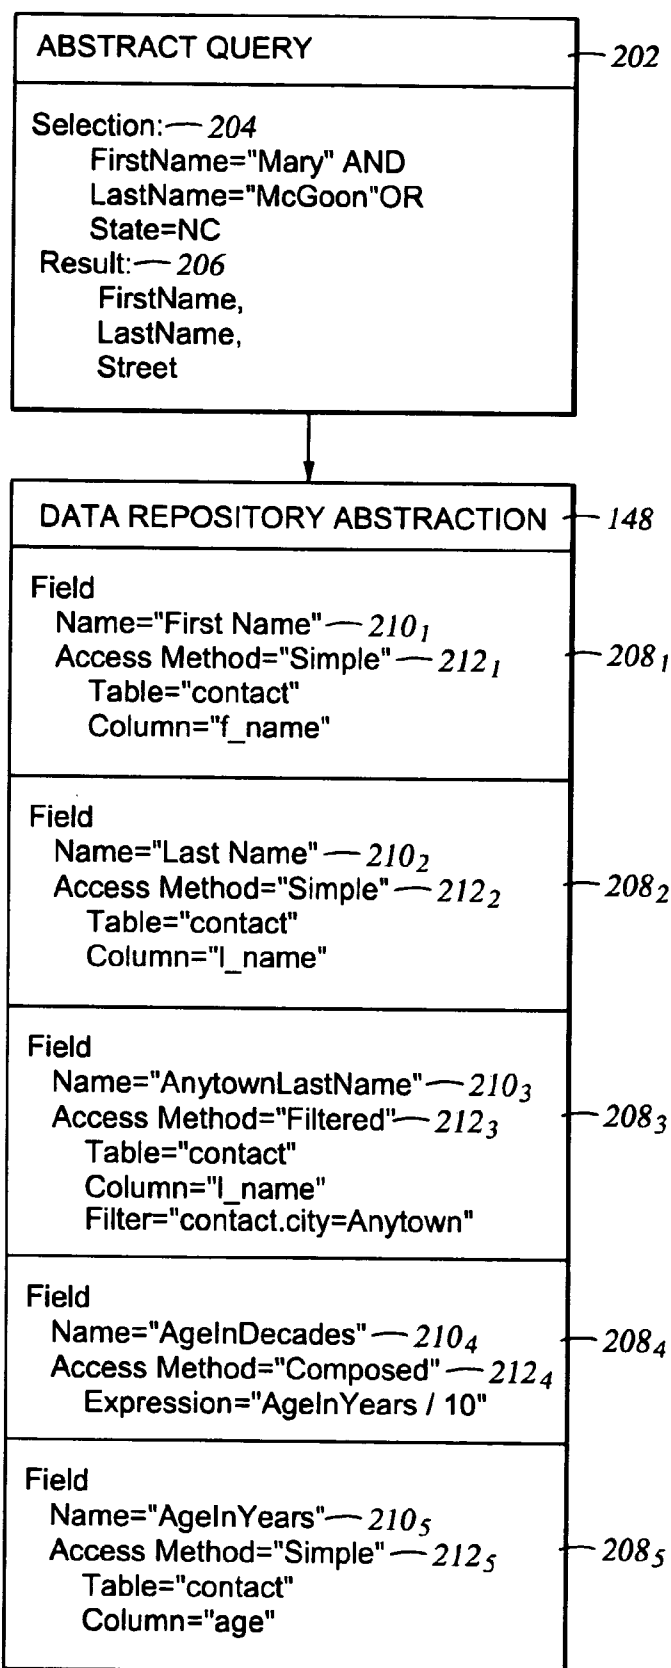 ABSTRACT QUERY 202
Selection: 204
FirstName="Mary" AND
LastName="McGoon"OR
State=NC
Result: 206
FirstName,
LastName,
Street
DATA REPOSITORY ABSTRACTION 148
Field
Name="First Name" 210₁
Access Method="Simple" 212₁ 208₁
Table="contact"
Column="f_name"
Field
Name="Last Name" 210₂
Access Method="Simple" 212₂ 208₂
Table="contact"
Column="l_name"
Field
Name="AnytownLastName" 210₃
Access Method="Filtered" 212₃ 208₃
Table="contact"
Column="l_name"
Filter="contact.city=Anytown"
Field
Name="AgeInDecades" 210₄ 208₄
Access Method="Composed" 212₄
Expression="AgeInYears / 10"
Field
Name="AgeInYears" 210₅
Access Method="Simple" 212₅ 208₅
Table="contact"
Column="age"